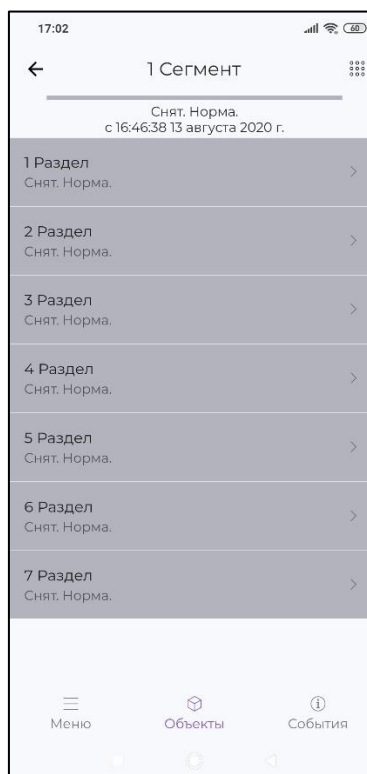 17:02
60
1 Сегмент
Снят. Норма.
с 16:46:38 13 августа 2020 г.
1 Раздел
Снят. Норма.
2 Раздел
Снят. Норма.
3 Раздел
Снят. Норма.
4 Раздел
Снят. Норма.
5 Раздел
Снят. Норма.
6 Раздел
Снят. Норма.
7 Раздел
Снят. Норма.
Меню Объекты События